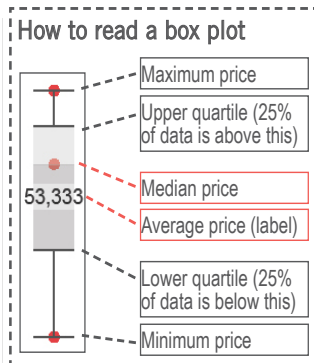 How to read a box plot
Maximum price
Upper quartile (25%
of data is above this)
Median price
53,333
Average price (label)
Lower quartile (25%
of data is below this)
Minimum price